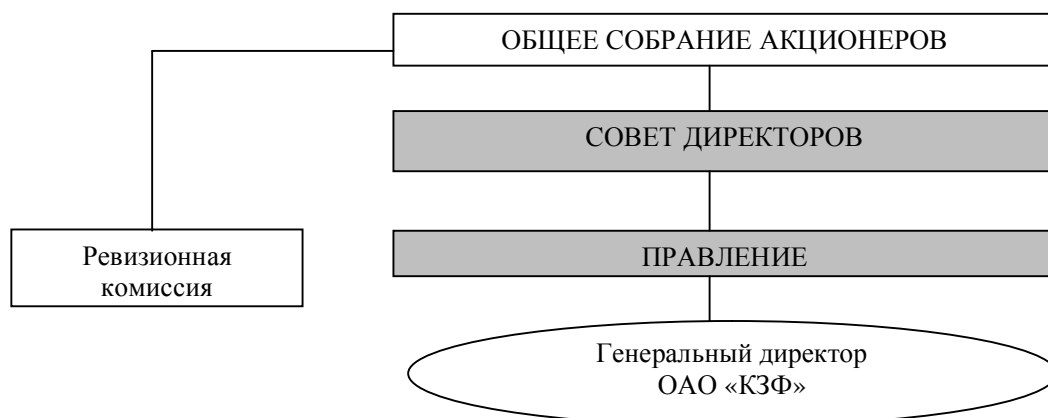 ОБЩЕЕ СОБРАНИЕ АКЦИОНЕРОВ
СОВЕТ ДИРЕКТОРОВ
Ревизионная
комиссия
ПРАВЛЕНИЕ
Генеральный директор
ОАО «КЗФ»